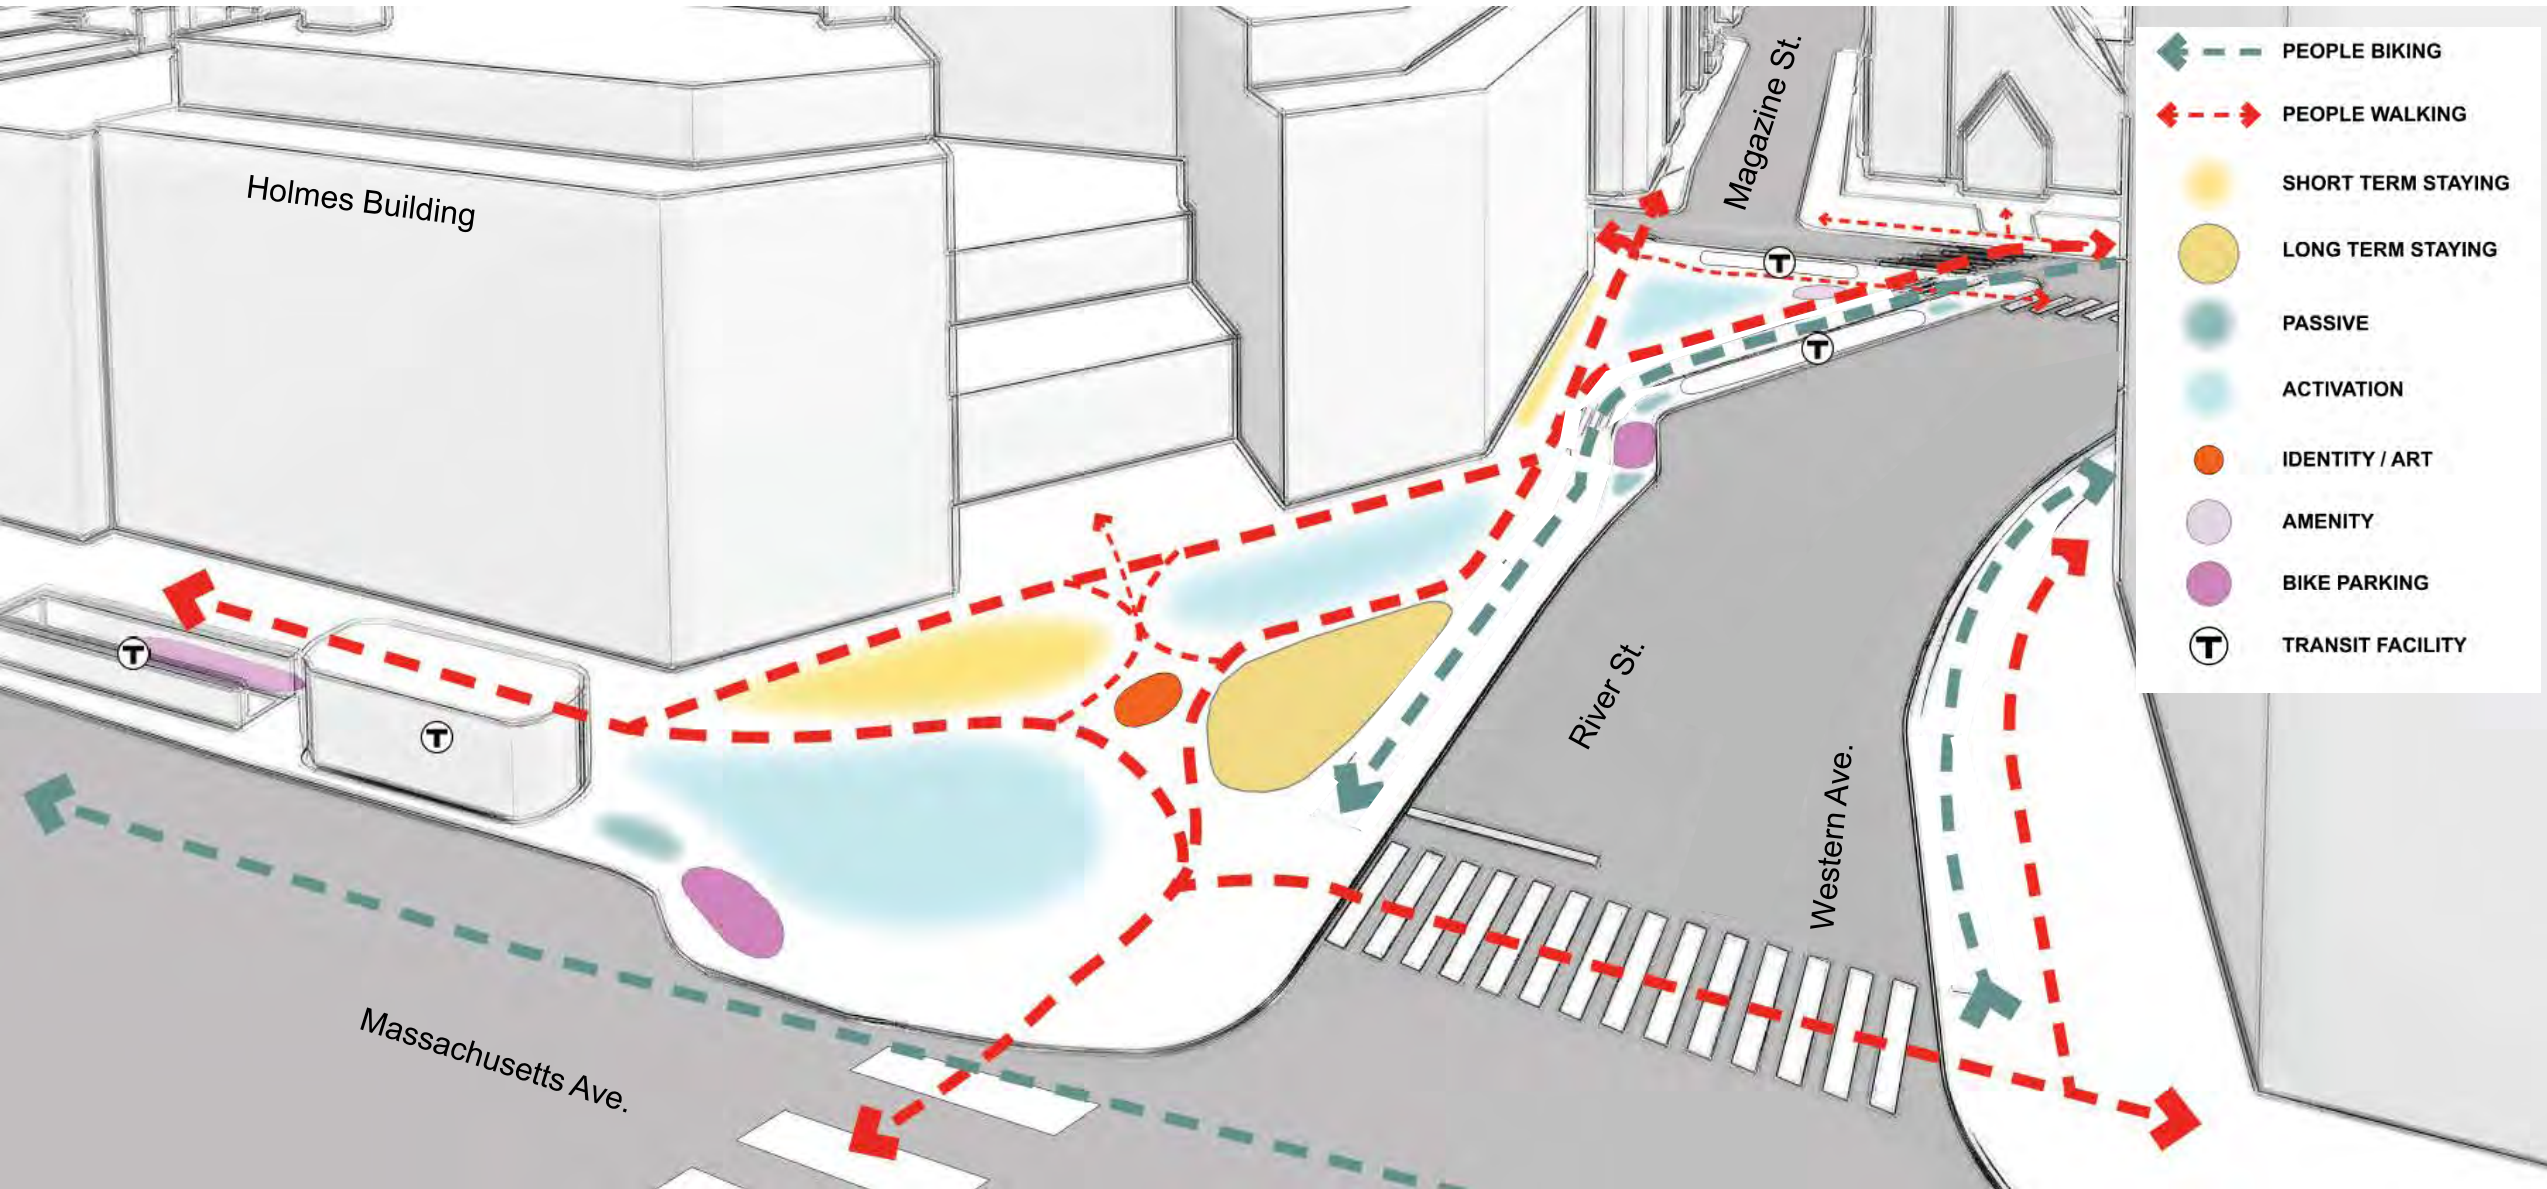 Holmes Building
Magazine St.
River St.
Western Ave.
Massachusetts Ave.
T
T
T
T
PEOPLE BIKING
PEOPLE WALKING
SHORT TERM STAYING
LONG TERM STAYING
PASSIVE
ACTIVATION
IDENTITY / ART
AMENITY
BIKE PARKING
T TRANSIT FACILITY